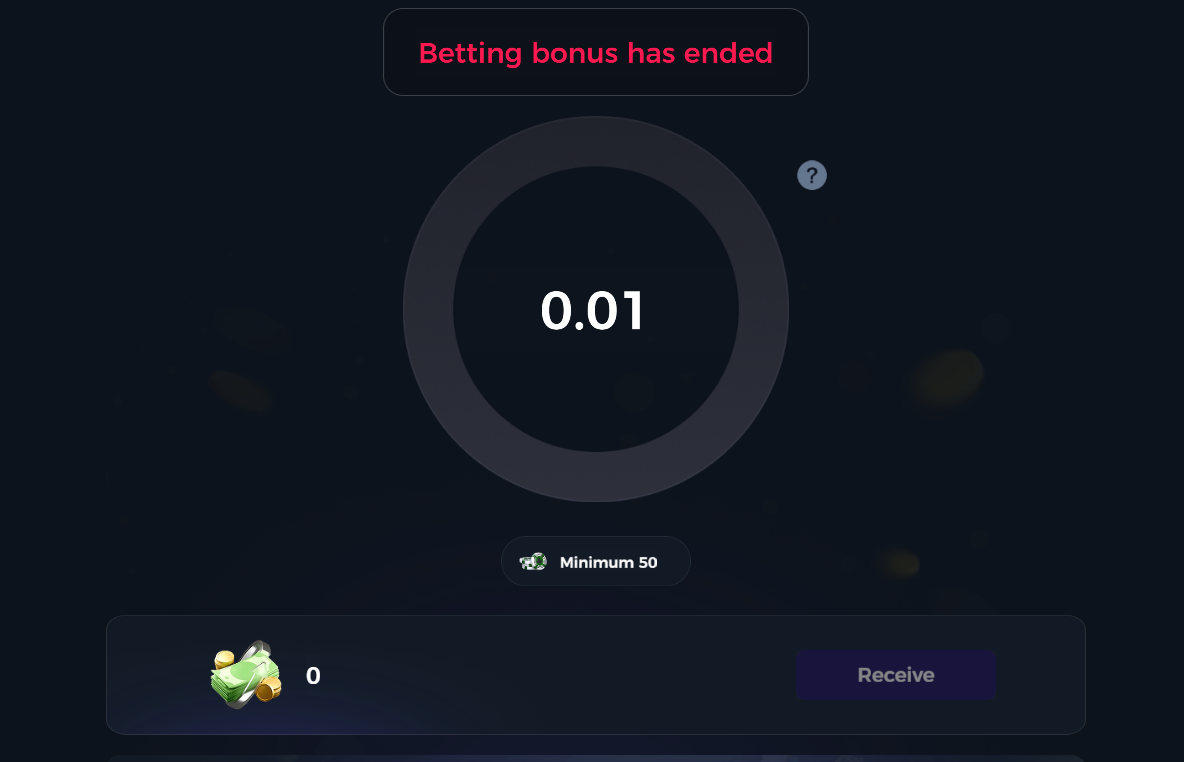 Betting bonus has ended
?
0.01
Minimum 50
0
Receive